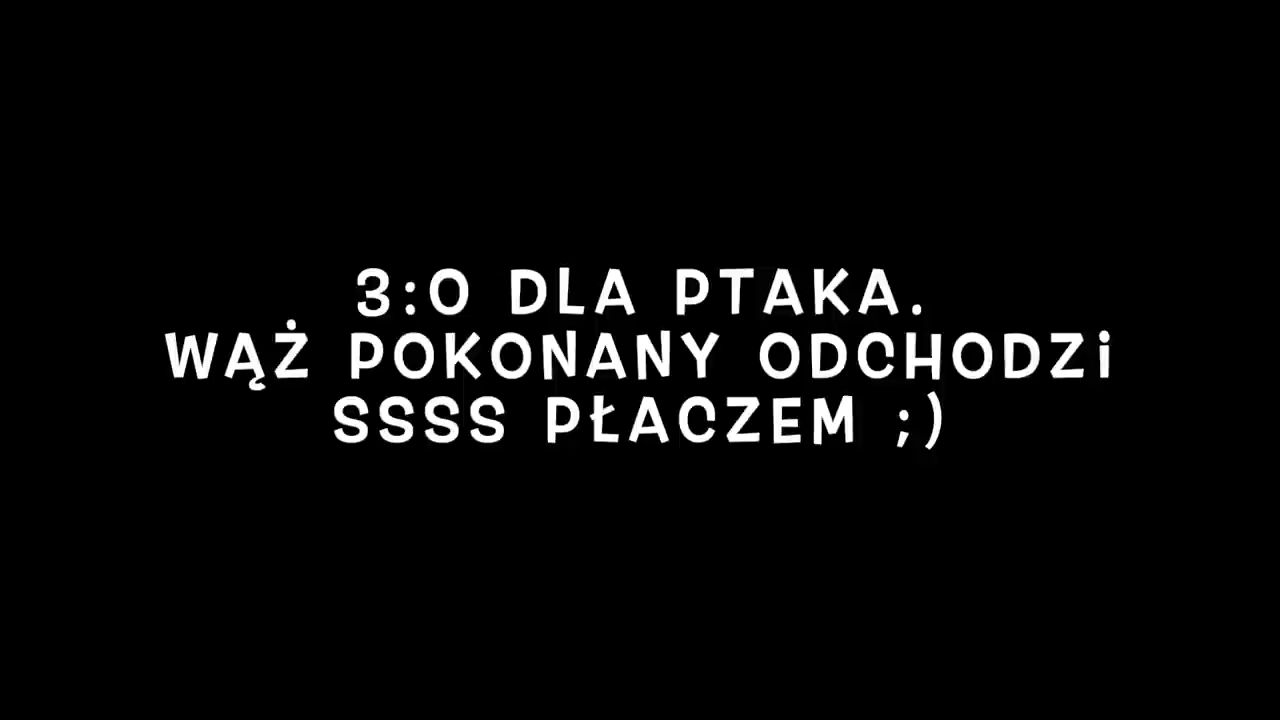 3:0 DLA PTAKA.
WĄŻ POKONANY ODCHODZi
SSSS PŁACZEM ;)